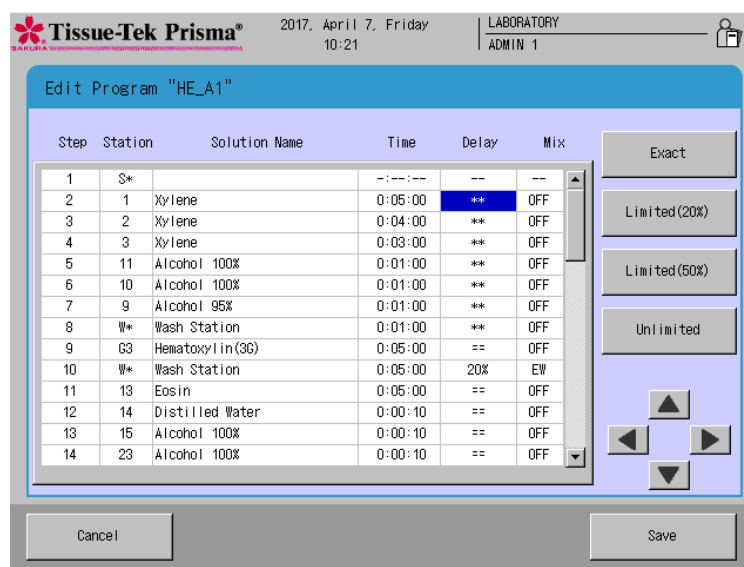 SAKURA Tissue-Tek Prisma®
2017, April 7, Friday
10:21
LABORATORY
ADMIN 1
Edit Program "HE_A1"
Step Station Solution Name Time Delay Mix
1 S* -:--:-- -- --
2 1 Xylene 0:05:00 ** OFF
3 2 Xylene 0:04:00 ** OFF
4 3 Xylene 0:03:00 ** OFF
5 11 Alcohol 100% 0:01:00 ** OFF
6 10 Alcohol 100% 0:01:00 ** OFF
7 9 Alcohol 95% 0:01:00 ** OFF
8 W* Wash Station 0:01:00 ** OFF
9 G3 Hematoxylin(3G) 0:05:00 == OFF
10 W* Wash Station 0:05:00 20% EW
11 13 Eosin 0:05:00 == OFF
12 14 Distilled Water 0:00:10 == OFF
13 15 Alcohol 100% 0:00:10 == OFF
14 23 Alcohol 100% 0:00:10 == OFF
Exact
Limited(20%)
Limited(50%)
Unlimited
Cancel
Save